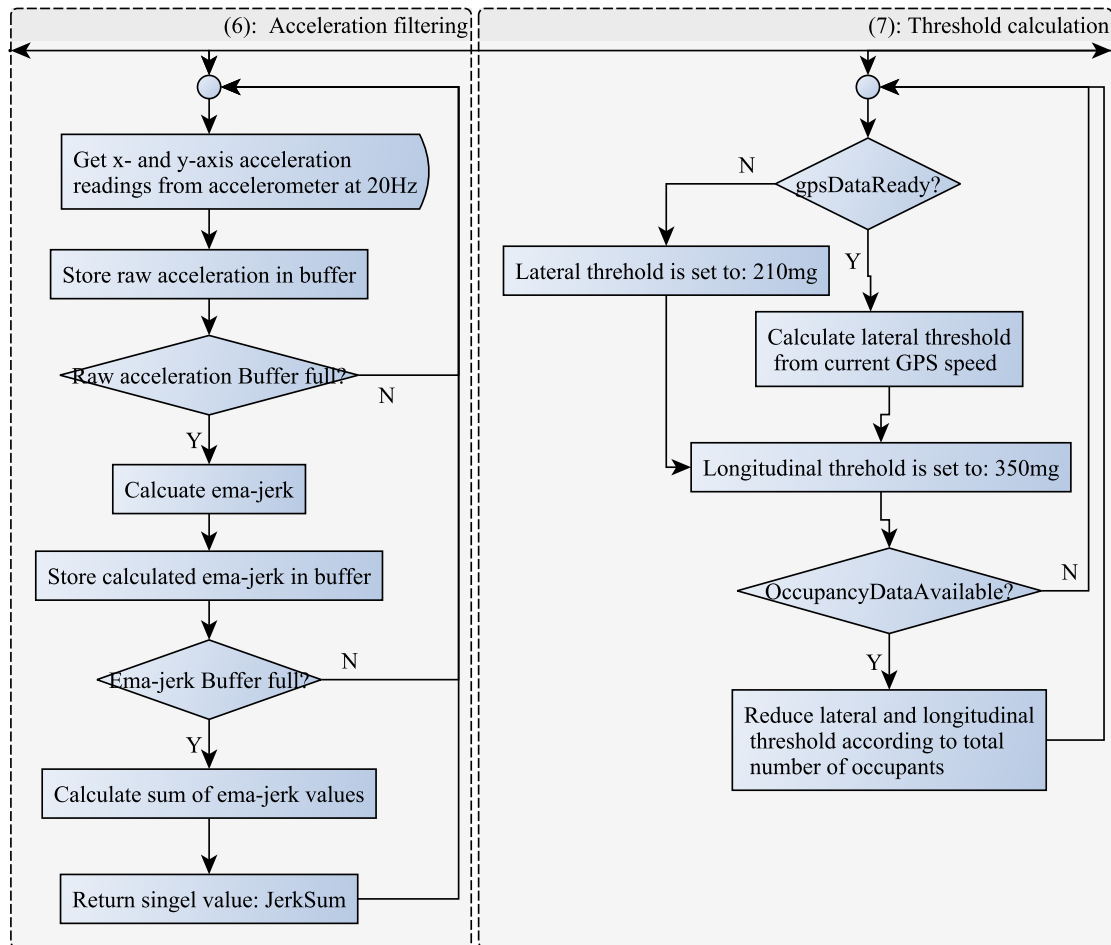 (6):  Acceleration filtering
Get x- and y-axis acceleration
readings from accelerometer at 20Hz
Store raw acceleration in buffer
Raw acceleration Buffer full?
N
Y
Calcuate ema-jerk
Store calculated ema-jerk in buffer
Ema-jerk Buffer full?
N
Y
Calculate sum of ema-jerk values
Return singel value: JerkSum
(7): Threshold calculation
gpsDataReady?
N
Y
Lateral threhold is set to: 210mg
Calculate lateral threshold
from current GPS speed
Longitudinal threhold is set to: 350mg
OccupancyDataAvailable?
N
Y
Reduce lateral and longitudinal
threshold according to total
number of occupants